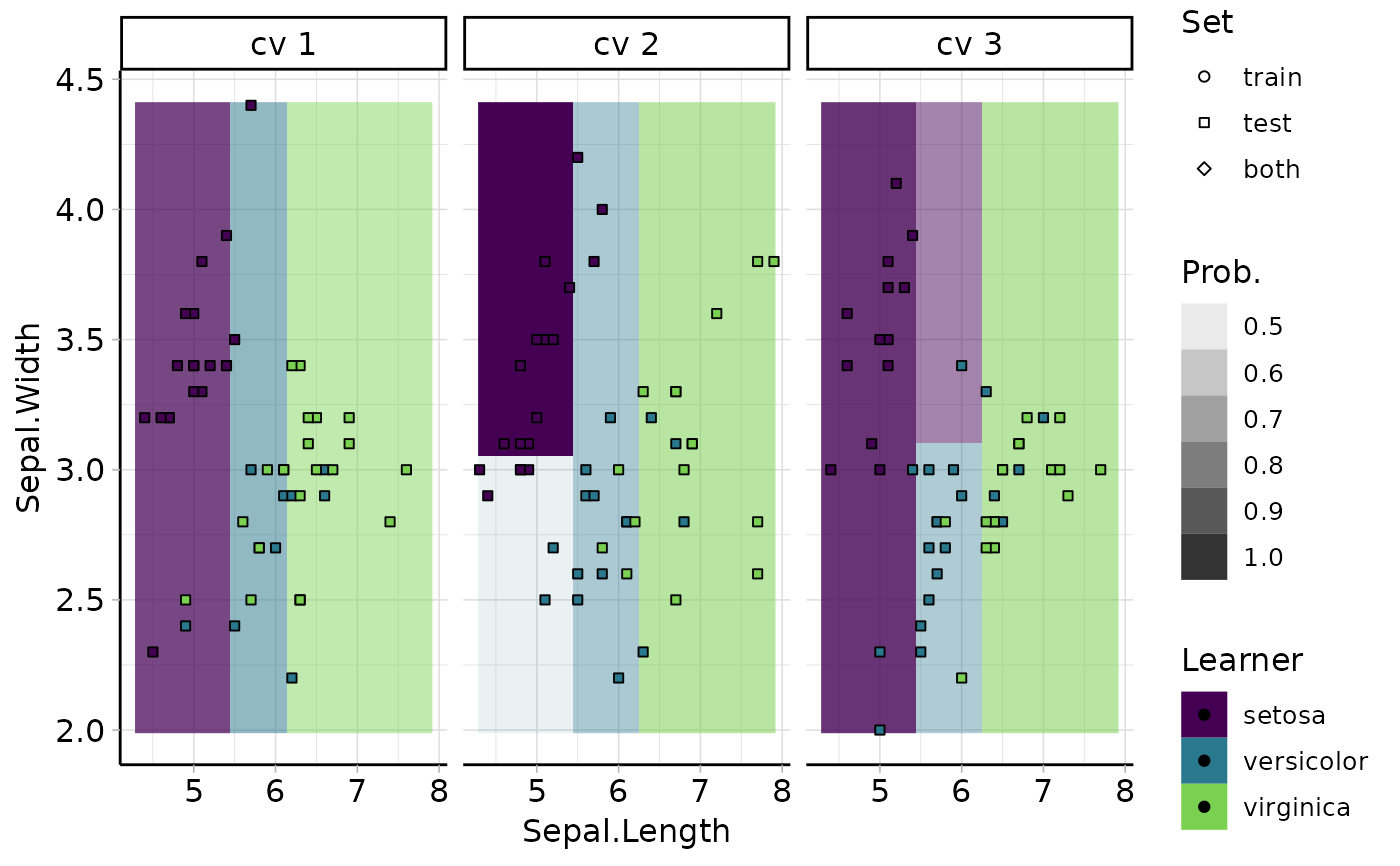 cv 1
cv 2
cv 3
4.5
4.0
3.5
3.0
2.5
2.0
Sepal.Width
5 6 7 8
5 6 7 8
5 6 7 8
Sepal.Length
Set
train
test
both
Prob.
0.5
0.6
0.7
0.8
0.9
1.0
Learner
setosa
versicolor
virginica